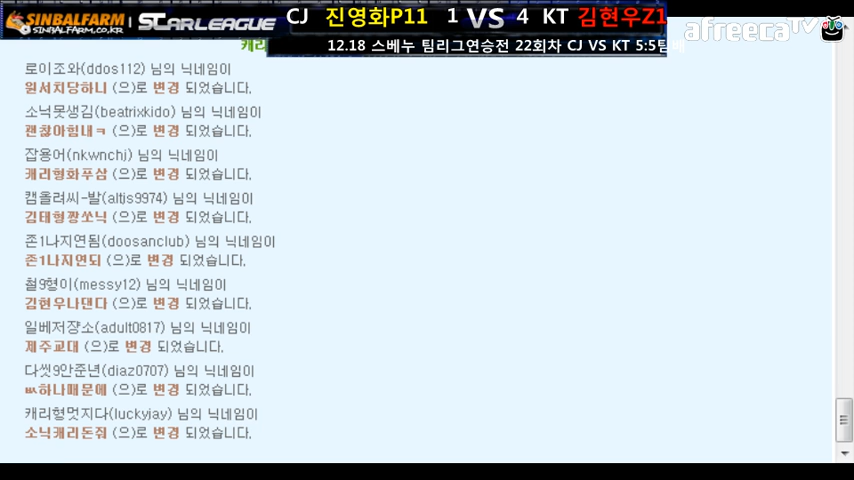 SINBALFARM
SINBALFARM.CO.KR
SCARLEAGUE
CJ 진영화P11 1 VS 4 KT 김현우Z1
afreecaTV
캐리
12.18 스베누 팀리그연승전 22회차 CJ VS KT 5:5팀배
로이조와(ddos112) 님의 닉네임이
원서치당하니 (으)로 변경 되었습니다.
소닉못생김(beatrixkido) 님의 닉네임이
괜찮아힘내ㅋ (으)로 변경 되었습니다.
잡용어(nkwnchj) 님의 닉네임이
캐리형화푸삼 (으)로 변경 되었습니다.
캠올려씨-발(altjs9974) 님의 닉네임이
김태형짱쏘닉 (으)로 변경 되었습니다.
존1나지연됨(doosanclub) 님의 닉네임이
존1나지연되 (으)로 변경 되었습니다.
철9형이(messy12) 님의 닉네임이
김현우나댄다 (으)로 변경 되었습니다.
일베저장소(adult0817) 님의 닉네임이
제주교대 (으)로 변경 되었습니다.
다씻9안준년(diaz0707) 님의 닉네임이
하나때문에 (으)로 변경 되었습니다.
캐리형멋지다(luckyjay) 님의 닉네임이
소닉캐리돈줘 (으)로 변경 되었습니다.